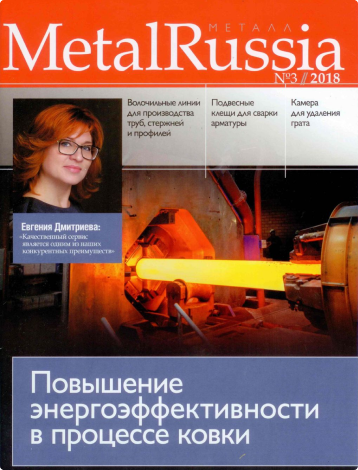 МЕТАЛЛ
MetalRussia
№3 // 2018
Волочильные линии
для производства
труб, стержней
и профилей
Подвесные
клещи для сварки
арматуры
Камера
для удаления
грата
Евгения Дмитриева:
«Качественный сервис
является одним из наших
конкурентных преимуществ»
Повышение
энергоэффективности
в процессе ковки